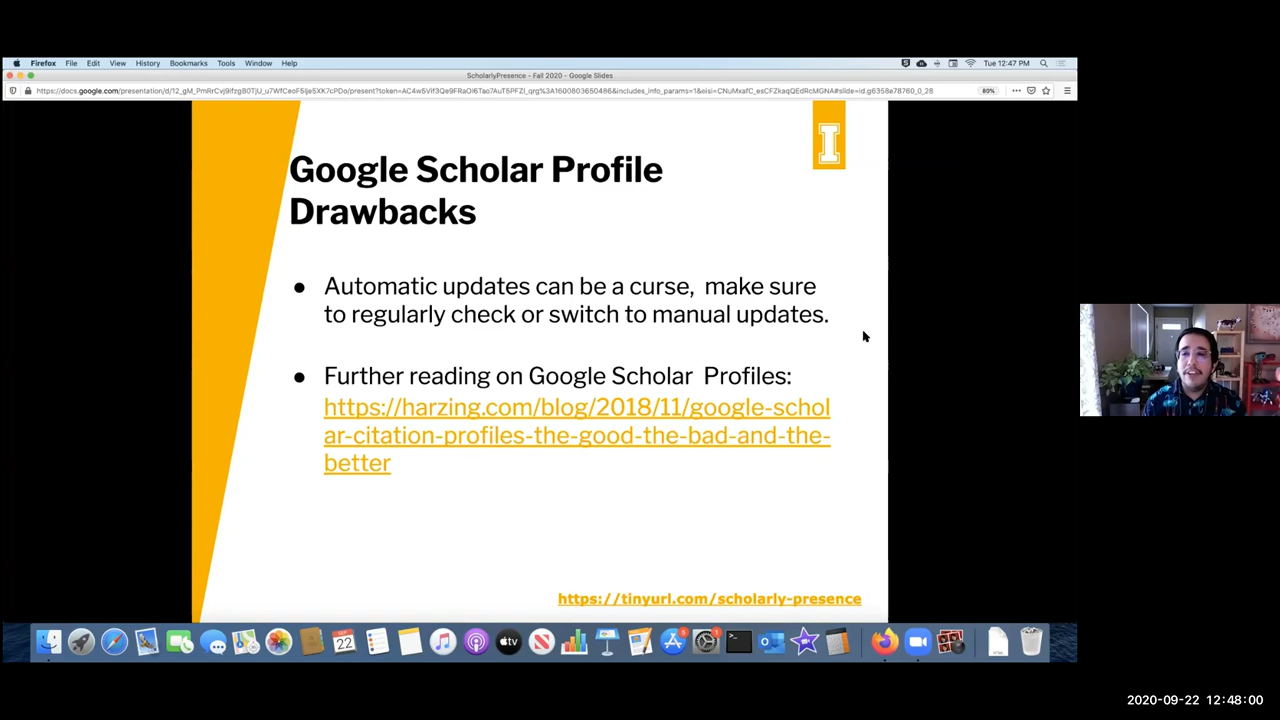 Firefox File Edit View History Bookmarks Tools Window Help Tue 12:47 PM
ScholarlyPresence - Fall 2020 - Google Slides
80%
I
Google Scholar Profile
Drawbacks
● Automatic updates can be a curse, make sure
to regularly check or switch to manual updates.
● Further reading on Google Scholar Profiles:
https://harzing.com/blog/2018/11/google-schol
ar-citation-profiles-the-good-the-bad-and-the-
better
https://tinyurl.com/scholarly-presence
22
2020-09-22 12:48:00